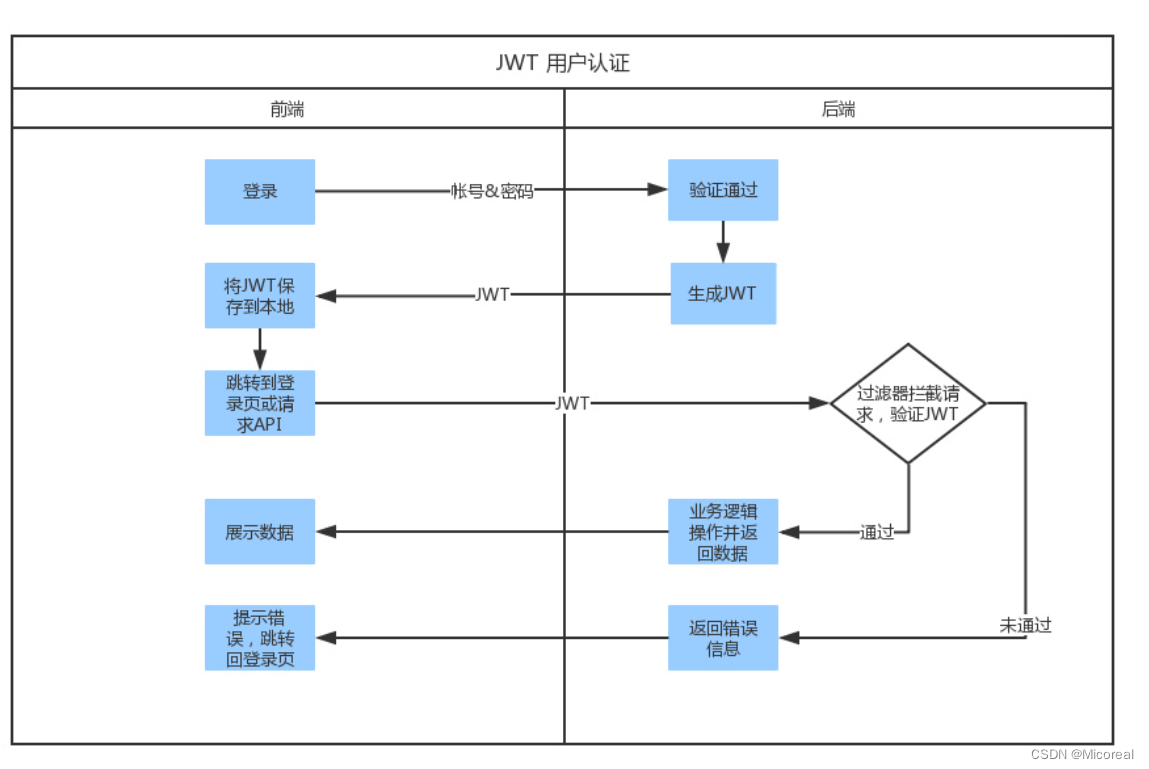 JWT 用户认证
前端
后端
登录
帐号&密码
验证通过
将JWT保
存到本地
JWT
生成JWT
跳转到登
录页或请
求API
JWT
过滤器拦截请
求，验证JWT
展示数据
业务逻辑
操作并返
回数据
通过
提示错
误，跳转
回登录页
返回错误
信息
未通过
CSDN @Micoreal